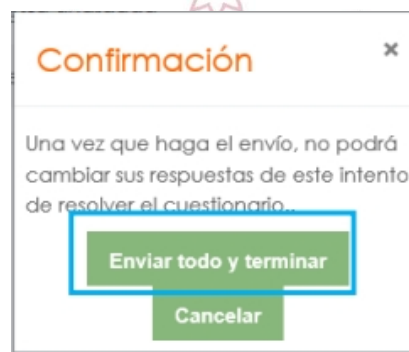 Confirmación ×
Una vez que haga el envío, no podrá
cambiar sus respuestas de este intento
de resolver el cuestionario..
Enviar todo y terminar
Cancelar